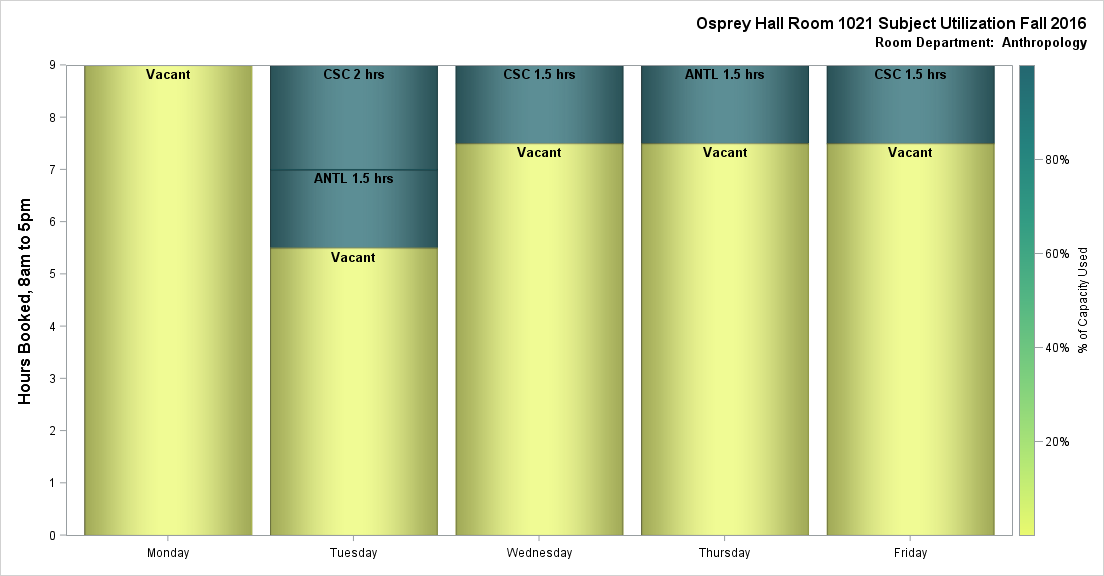 Osprey Hall Room 1021 Subject Utilization Fall 2016
Room Department: Anthropology
Hours Booked, 8am to 5pm
9
8
7
6
5
4
3
2
1
0
Vacant
CSC 2 hrs
ANTL 1.5 hrs
Vacant
CSC 1.5 hrs
Vacant
ANTL 1.5 hrs
Vacant
CSC 1.5 hrs
Vacant
Monday
Tuesday
Wednesday
Thursday
Friday
80%
60%
40%
20%
% of Capacity Used